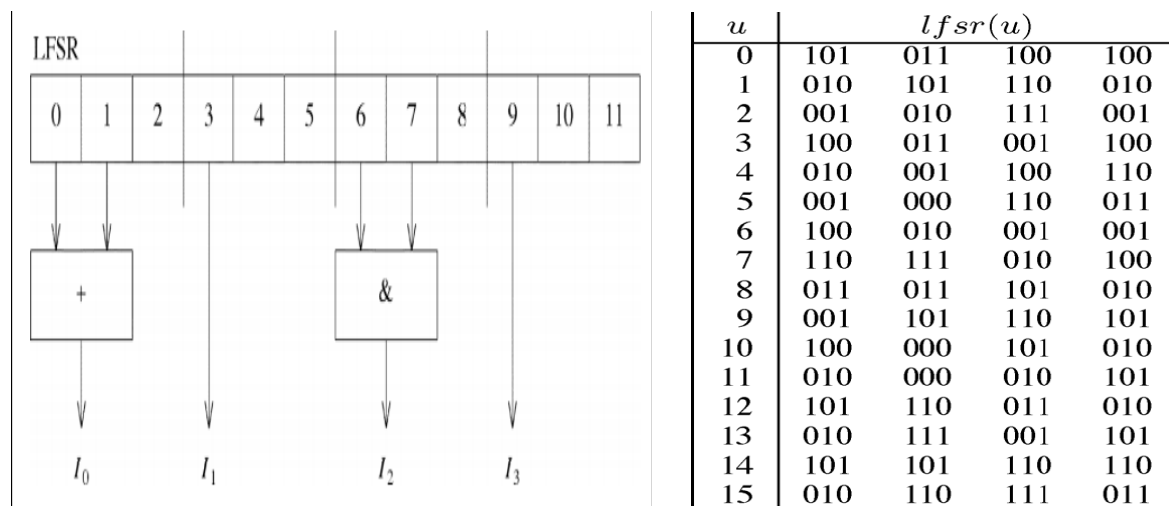 LFSR
0 1 2 3 4 5 6 7 8 9 10 11
+ &
I0 I1 I2 I3
u lfsr(u)
0 101 011 100 100
1 010 101 110 010
2 001 010 111 001
3 100 011 001 100
4 010 001 100 110
5 001 000 110 011
6 100 010 001 001
7 110 111 010 100
8 011 011 101 010
9 001 101 110 101
10 100 000 101 010
11 010 000 010 101
12 101 110 011 010
13 010 111 001 101
14 101 101 110 110
15 010 110 111 011